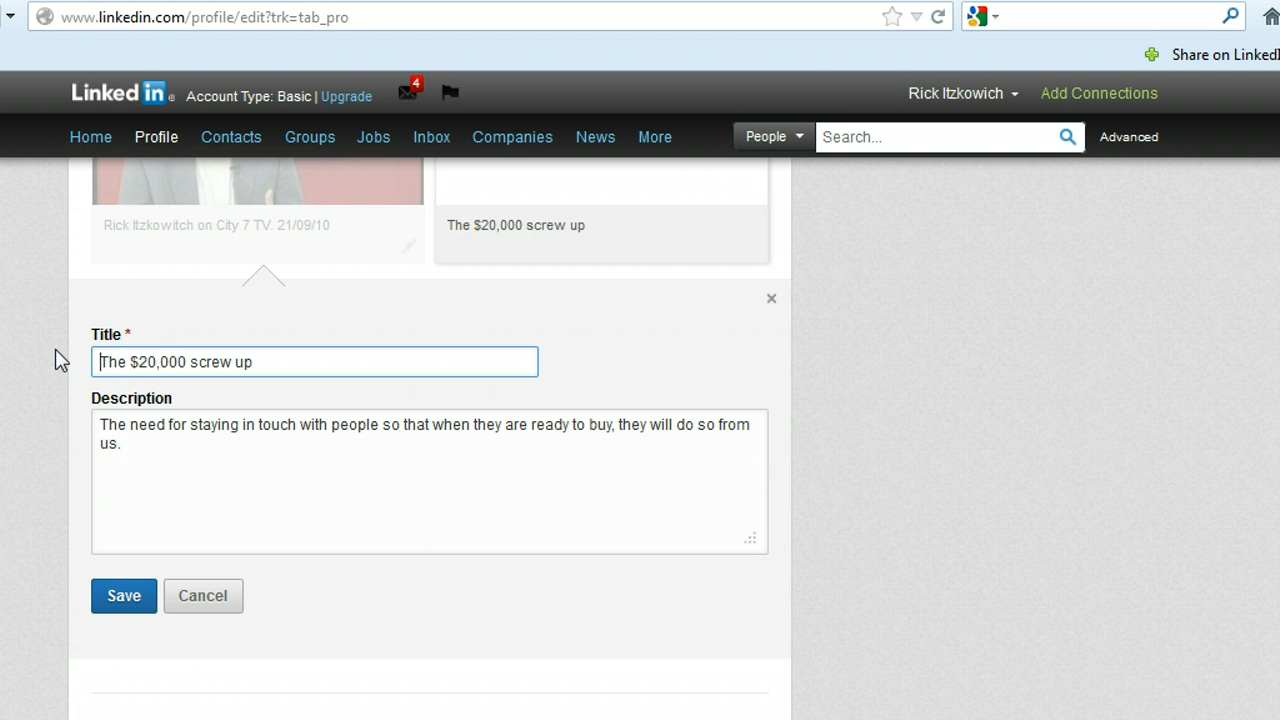 www.linkedin.com/profile/edit?trk=tab_pro
Share on LinkedI
Linked in ® Account Type: Basic | Upgrade 4 Rick Itzkowich Add Connections
Home Profile Contacts Groups Jobs Inbox Companies News More People Search... Advanced
Rick Itzkowitch on City 7 TV. 21/09/10 The $20,000 screw up
Title *
The $20,000 screw up
Description
The need for staying in touch with people so that when they are ready to buy, they will do so from
us.
Save Cancel